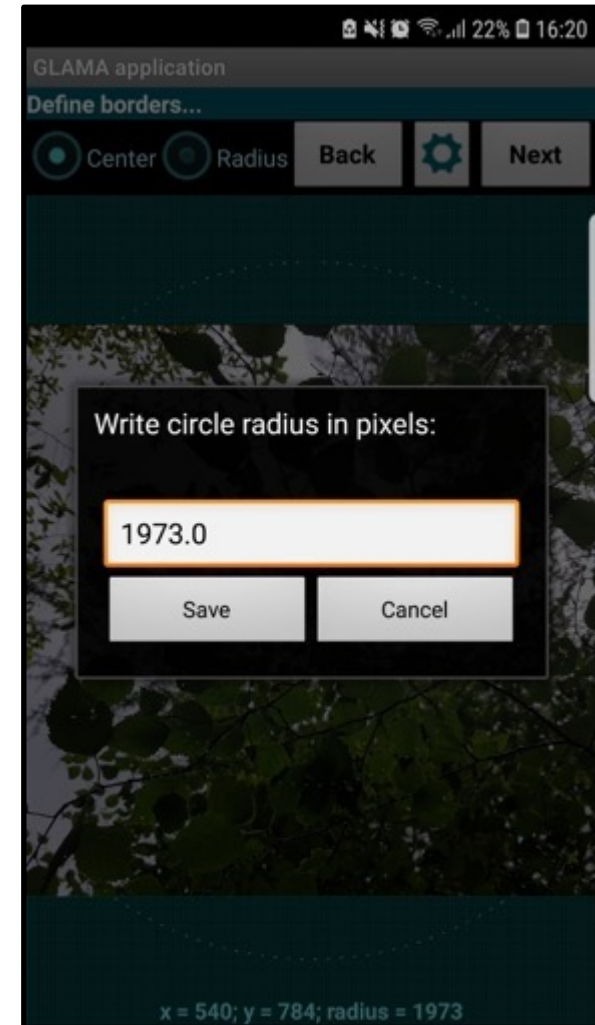 22% 16:20
GLAMA application
Define borders...
Center Radius Back Next
Write circle radius in pixels:
1973.0
Save Cancel
x = 540; y = 784; radius = 1973